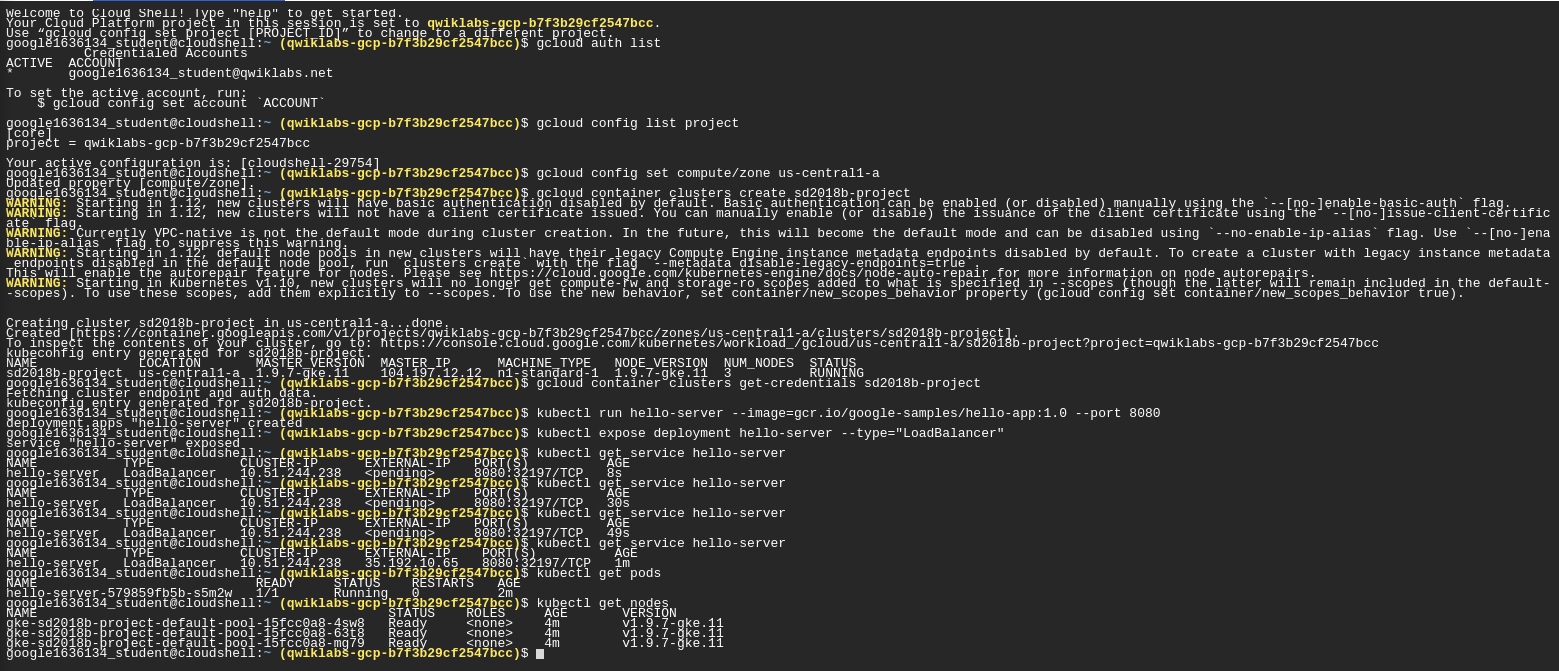 Welcome to Cloud Shell! Type "help" to get started.
Your Cloud Platform project in this session is set to qwiklabs-gcp-b7f3b29cf2547bcc.
Use “gcloud config set project [PROJECT_ID]” to change to a different project.
google1636134_student@cloudshell:~ (qwiklabs-gcp-b7f3b29cf2547bcc)$ gcloud auth list
          Credentialed Accounts
ACTIVE  ACCOUNT
*       google1636134_student@qwiklabs.net
To set the active account, run:
    $ gcloud config set account `ACCOUNT`
google1636134_student@cloudshell:~ (qwiklabs-gcp-b7f3b29cf2547bcc)$ gcloud config list project
[core]
project = qwiklabs-gcp-b7f3b29cf2547bcc
Your active configuration is: [cloudshell-29754]
google1636134_student@cloudshell:~ (qwiklabs-gcp-b7f3b29cf2547bcc)$ gcloud config set compute/zone us-central1-a
Updated property [compute/zone].
google1636134_student@cloudshell:~ (qwiklabs-gcp-b7f3b29cf2547bcc)$ gcloud container clusters create sd2018b-project
WARNING: Starting in 1.12, new clusters will have basic authentication disabled by default. Basic authentication can be enabled (or disabled) manually using the `--[no-]enable-basic-auth` flag.
WARNING: Starting in 1.12, new clusters will not have a client certificate issued. You can manually enable (or disable) the issuance of the client certificate using the `--[no-]issue-client-certific
ate` flag.
WARNING: Currently VPC-native is not the default mode during cluster creation. In the future, this will become the default mode and can be disabled using `--no-enable-ip-alias` flag. Use `--[no-]ena
ble-ip-alias` flag to suppress this warning.
WARNING: Starting in 1.12, default node pools in new clusters will have their legacy Compute Engine instance metadata endpoints disabled by default. To create a cluster with legacy instance metadata
 endpoints disabled in the default node pool, run `clusters create` with the flag `--metadata disable-legacy-endpoints=true`.
This will enable the autorepair feature for nodes. Please see https://cloud.google.com/kubernetes-engine/docs/node-auto-repair for more information on node autorepairs.
WARNING: Starting in Kubernetes v1.10, new clusters will no longer get compute-rw and storage-ro scopes added to what is specified in --scopes (though the latter will remain included in the default-
-scopes). To use these scopes, add them explicitly to --scopes. To use the new behavior, set container/new_scopes_behavior property (gcloud config set container/new_scopes_behavior true).
Creating cluster sd2018b-project in us-central1-a...done.
Created [https://container.googleapis.com/v1/projects/qwiklabs-gcp-b7f3b29cf2547bcc/zones/us-central1-a/clusters/sd2018b-project].
To inspect the contents of your cluster, go to: https://console.cloud.google.com/kubernetes/workload_/gcloud/us-central1-a/sd2018b-project?project=qwiklabs-gcp-b7f3b29cf2547bcc
kubeconfig entry generated for sd2018b-project.
NAME             LOCATION       MASTER_VERSION  MASTER_IP      MACHINE_TYPE   NODE_VERSION  NUM_NODES  STATUS
sd2018b-project  us-central1-a  1.9.7-gke.11    104.197.12.12  n1-standard-1  1.9.7-gke.11  3          RUNNING
google1636134_student@cloudshell:~ (qwiklabs-gcp-b7f3b29cf2547bcc)$ gcloud container clusters get-credentials sd2018b-project
Fetching cluster endpoint and auth data.
kubeconfig entry generated for sd2018b-project.
google1636134_student@cloudshell:~ (qwiklabs-gcp-b7f3b29cf2547bcc)$ kubectl run hello-server --image=gcr.io/google-samples/hello-app:1.0 --port 8080
deployment.apps "hello-server" created
google1636134_student@cloudshell:~ (qwiklabs-gcp-b7f3b29cf2547bcc)$ kubectl expose deployment hello-server --type="LoadBalancer"
service "hello-server" exposed
google1636134_student@cloudshell:~ (qwiklabs-gcp-b7f3b29cf2547bcc)$ kubectl get service hello-server
NAME           TYPE           CLUSTER-IP      EXTERNAL-IP   PORT(S)          AGE
hello-server   LoadBalancer   10.51.244.238   <pending>     8080:32197/TCP   8s
google1636134_student@cloudshell:~ (qwiklabs-gcp-b7f3b29cf2547bcc)$ kubectl get service hello-server
NAME           TYPE           CLUSTER-IP      EXTERNAL-IP   PORT(S)          AGE
hello-server   LoadBalancer   10.51.244.238   <pending>     8080:32197/TCP   30s
google1636134_student@cloudshell:~ (qwiklabs-gcp-b7f3b29cf2547bcc)$ kubectl get service hello-server
NAME           TYPE           CLUSTER-IP      EXTERNAL-IP   PORT(S)          AGE
hello-server   LoadBalancer   10.51.244.238   <pending>     8080:32197/TCP   49s
google1636134_student@cloudshell:~ (qwiklabs-gcp-b7f3b29cf2547bcc)$ kubectl get service hello-server
NAME           TYPE           CLUSTER-IP      EXTERNAL-IP    PORT(S)          AGE
hello-server   LoadBalancer   10.51.244.238   35.192.10.65   8080:32197/TCP   1m
google1636134_student@cloudshell:~ (qwiklabs-gcp-b7f3b29cf2547bcc)$ kubectl get pods
NAME                            READY     STATUS    RESTARTS   AGE
hello-server-579859fb5b-s5m2w   1/1       Running   0          2m
google1636134_student@cloudshell:~ (qwiklabs-gcp-b7f3b29cf2547bcc)$ kubectl get nodes
NAME                                             STATUS    ROLES     AGE       VERSION
gke-sd2018b-project-default-pool-15fcc0a8-4sw8   Ready     <none>    4m        v1.9.7-gke.11
gke-sd2018b-project-default-pool-15fcc0a8-63t8   Ready     <none>    4m        v1.9.7-gke.11
gke-sd2018b-project-default-pool-15fcc0a8-mg79   Ready     <none>    4m        v1.9.7-gke.11
google1636134_student@cloudshell:~ (qwiklabs-gcp-b7f3b29cf2547bcc)$